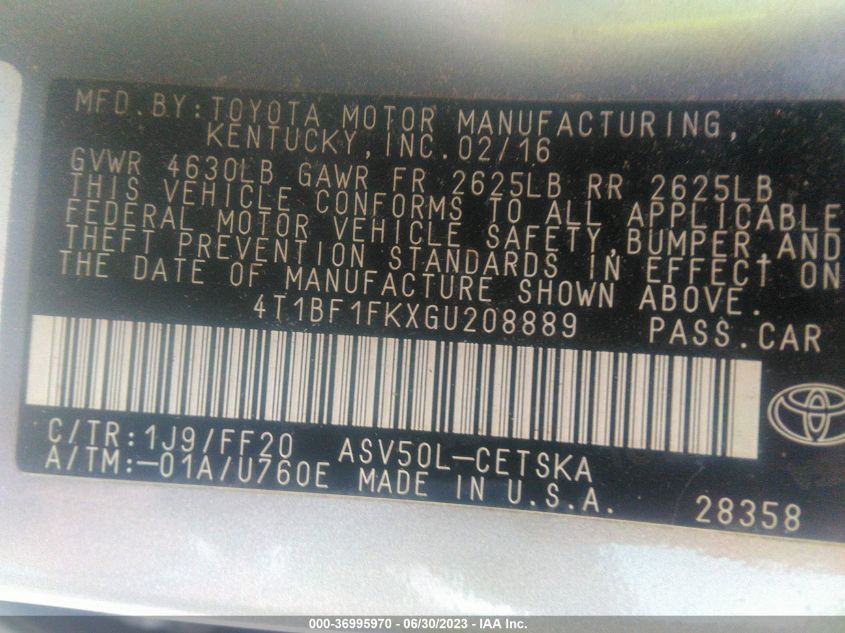 MFD.BY:TOYOTA MOTOR MANUFACTURING,
KENTUCKY,INC.02/16
GVWR 4630LB GAWR FR 2625LB RR 2625LB
THIS VEHICLE CONFORMS TO ALL APPLICABLE
FEDERAL MOTOR VEHICLE SAFETY,BUMPER,AND
THEFT PREVENTION STANDARDS IN EFFECT ON
THE DATE OF MANUFACTURE SHOWN ABOVE.
4T1BF1FKXGU208889 PASS.CAR
C/TR:1J9/FF20 ASV50L-CETSKA
A/TM:-01A/U760E MADE IN U.S.A. 28358
000-36995970 - 06/30/2023 - IAA Inc.